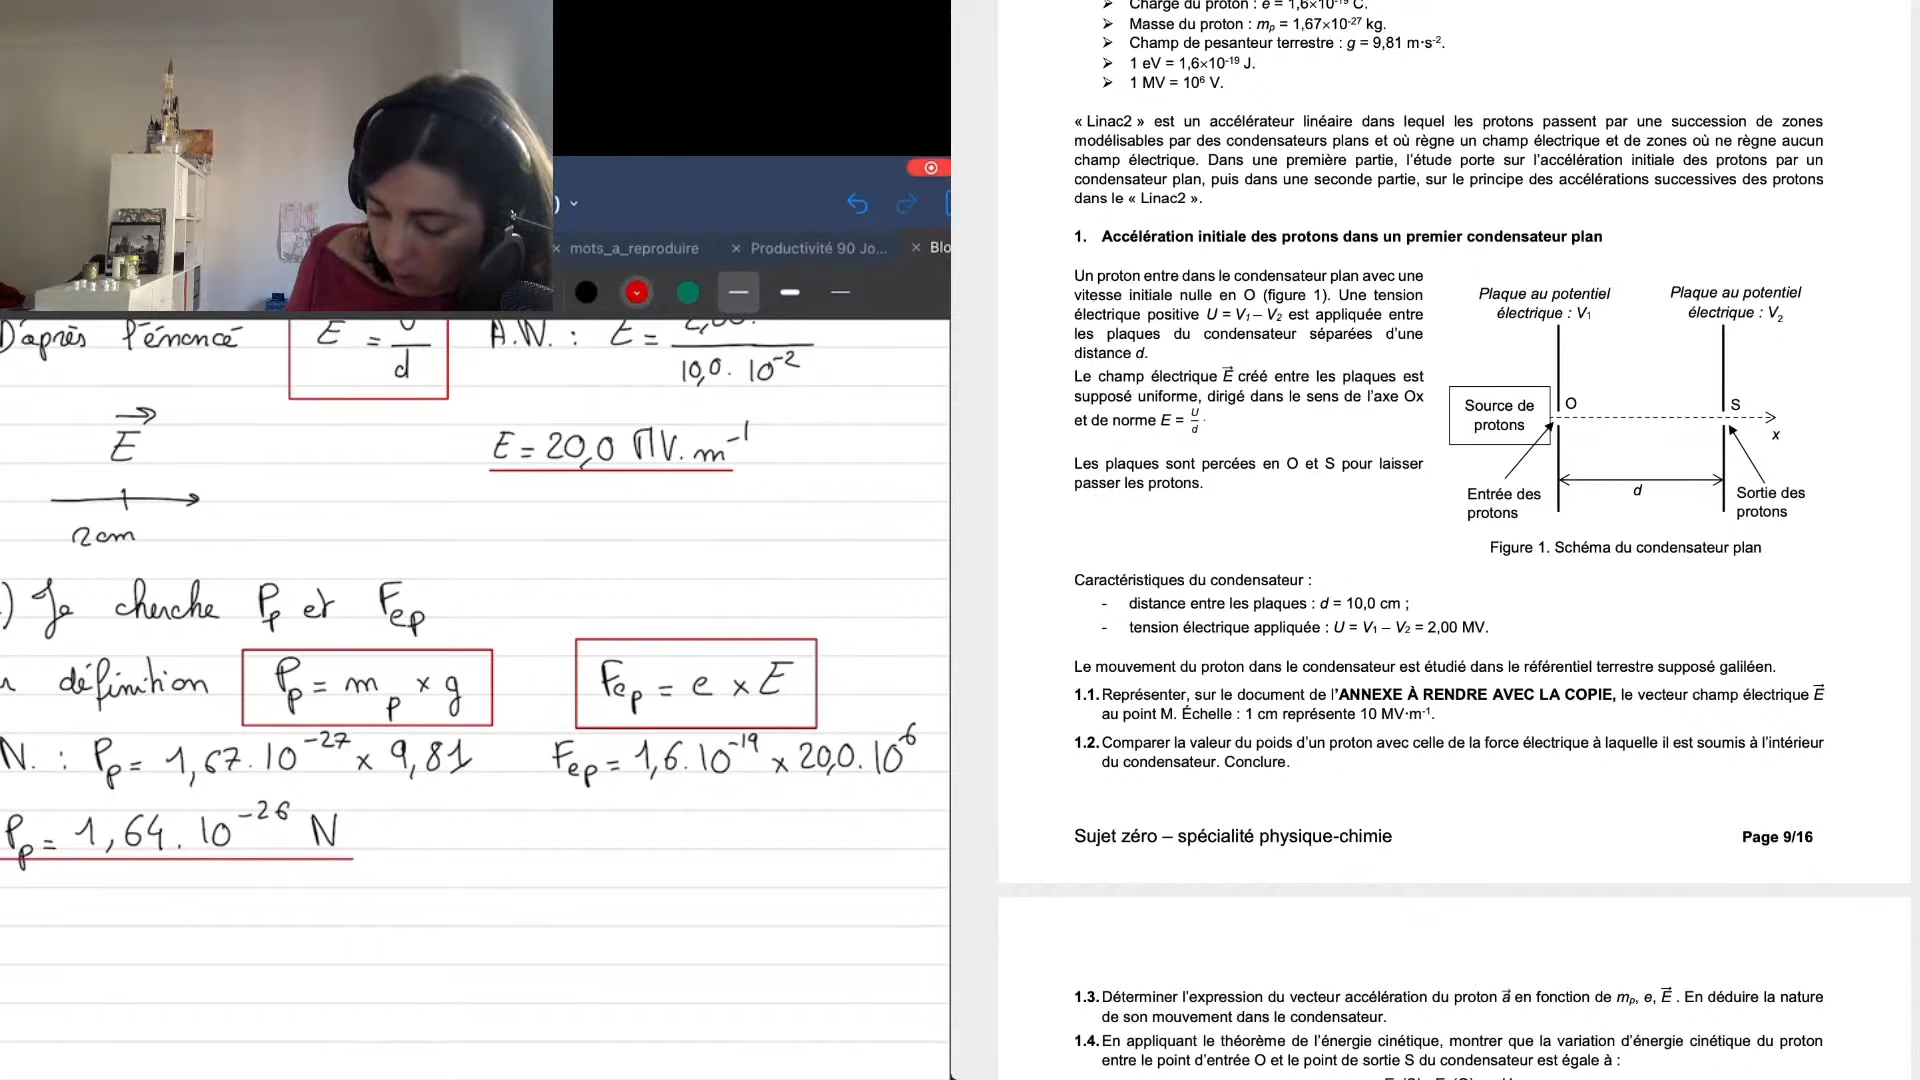 mots_a_reproduire
Productivité 90 Jo...
Blo
D'après l'énoncé E = U/d A.N. : E = 2,00. / 10,0. 10⁻²
E⃗
E = 20,0 MV.m⁻¹
2cm
) Je cherche Pp et Fep
définition Pp = mp × g Fep = e × E
N. : Pp = 1,67.10⁻²⁷ × 9,81 Fep = 1,6.10⁻¹⁹ × 20,0.10⁶
Pp = 1,64.10⁻²⁶ N
➢ Charge du proton : e = 1,6×10⁻¹⁹ C.
➢ Masse du proton : mₚ = 1,67×10⁻²⁷ kg.
➢ Champ de pesanteur terrestre : g = 9,81 m·s⁻².
➢ 1 eV = 1,6×10⁻¹⁹ J.
➢ 1 MV = 10⁶ V.
« Linac2 » est un accélérateur linéaire dans lequel les protons passent par une succession de zones
modélisables par des condensateurs plans et où règne un champ électrique et de zones où ne règne aucun
champ électrique. Dans une première partie, l'étude porte sur l'accélération initiale des protons par un
condensateur plan, puis dans une seconde partie, sur le principe des accélérations successives des protons
dans le « Linac2 ».
1. Accélération initiale des protons dans un premier condensateur plan
Un proton entre dans le condensateur plan avec une
vitesse initiale nulle en O (figure 1). Une tension
électrique positive U = V₁ – V₂ est appliquée entre
les plaques du condensateur séparées d'une
distance d.
Le champ électrique E⃗ créé entre les plaques est
supposé uniforme, dirigé dans le sens de l'axe Ox
et de norme E = U/d .
Les plaques sont percées en O et S pour laisser
passer les protons.
Plaque au potentiel
électrique : V₁
Plaque au potentiel
électrique : V₂
Source de
protons
O
S
x
d
Entrée des
protons
Sortie des
protons
Figure 1. Schéma du condensateur plan
Caractéristiques du condensateur :
- distance entre les plaques : d = 10,0 cm ;
- tension électrique appliquée : U = V₁ – V₂ = 2,00 MV.
Le mouvement du proton dans le condensateur est étudié dans le référentiel terrestre supposé galiléen.
1.1. Représenter, sur le document de l'ANNEXE À RENDRE AVEC LA COPIE, le vecteur champ électrique E⃗
au point M. Échelle : 1 cm représente 10 MV·m⁻¹.
1.2. Comparer la valeur du poids d'un proton avec celle de la force électrique à laquelle il est soumis à l'intérieur
du condensateur. Conclure.
Sujet zéro – spécialité physique-chimie
Page 9/16
1.3. Déterminer l'expression du vecteur accélération du proton a⃗ en fonction de mₚ, e, E⃗ . En déduire la nature
de son mouvement dans le condensateur.
1.4. En appliquant le théorème de l'énergie cinétique, montrer que la variation d'énergie cinétique du proton
entre le point d'entrée O et le point de sortie S du condensateur est égale à :